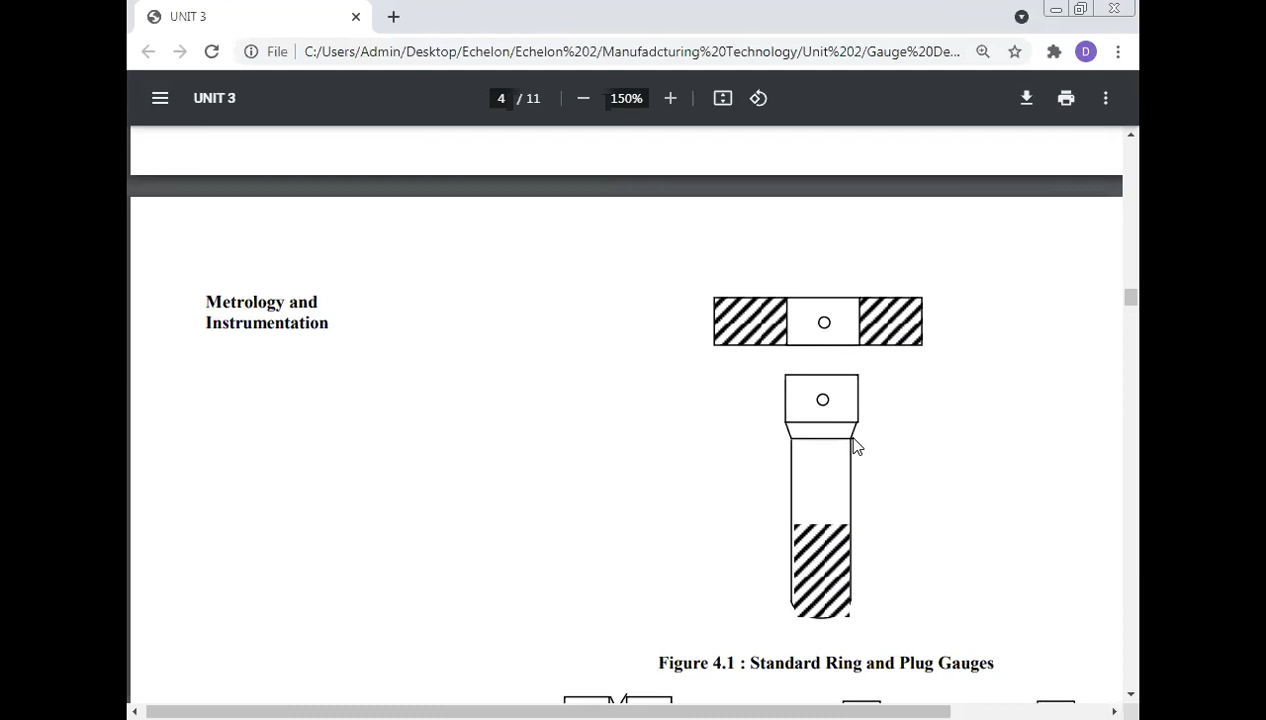 UNIT 3
File
C:/Users/Admin/Desktop/Echelon/Echelon%202/Manufadcturing%20Technology/Unit%202/Gauge%20De...
D
UNIT 3
4 / 11
150%
Metrology and
Instrumentation
Figure 4.1 : Standard Ring and Plug Gauges